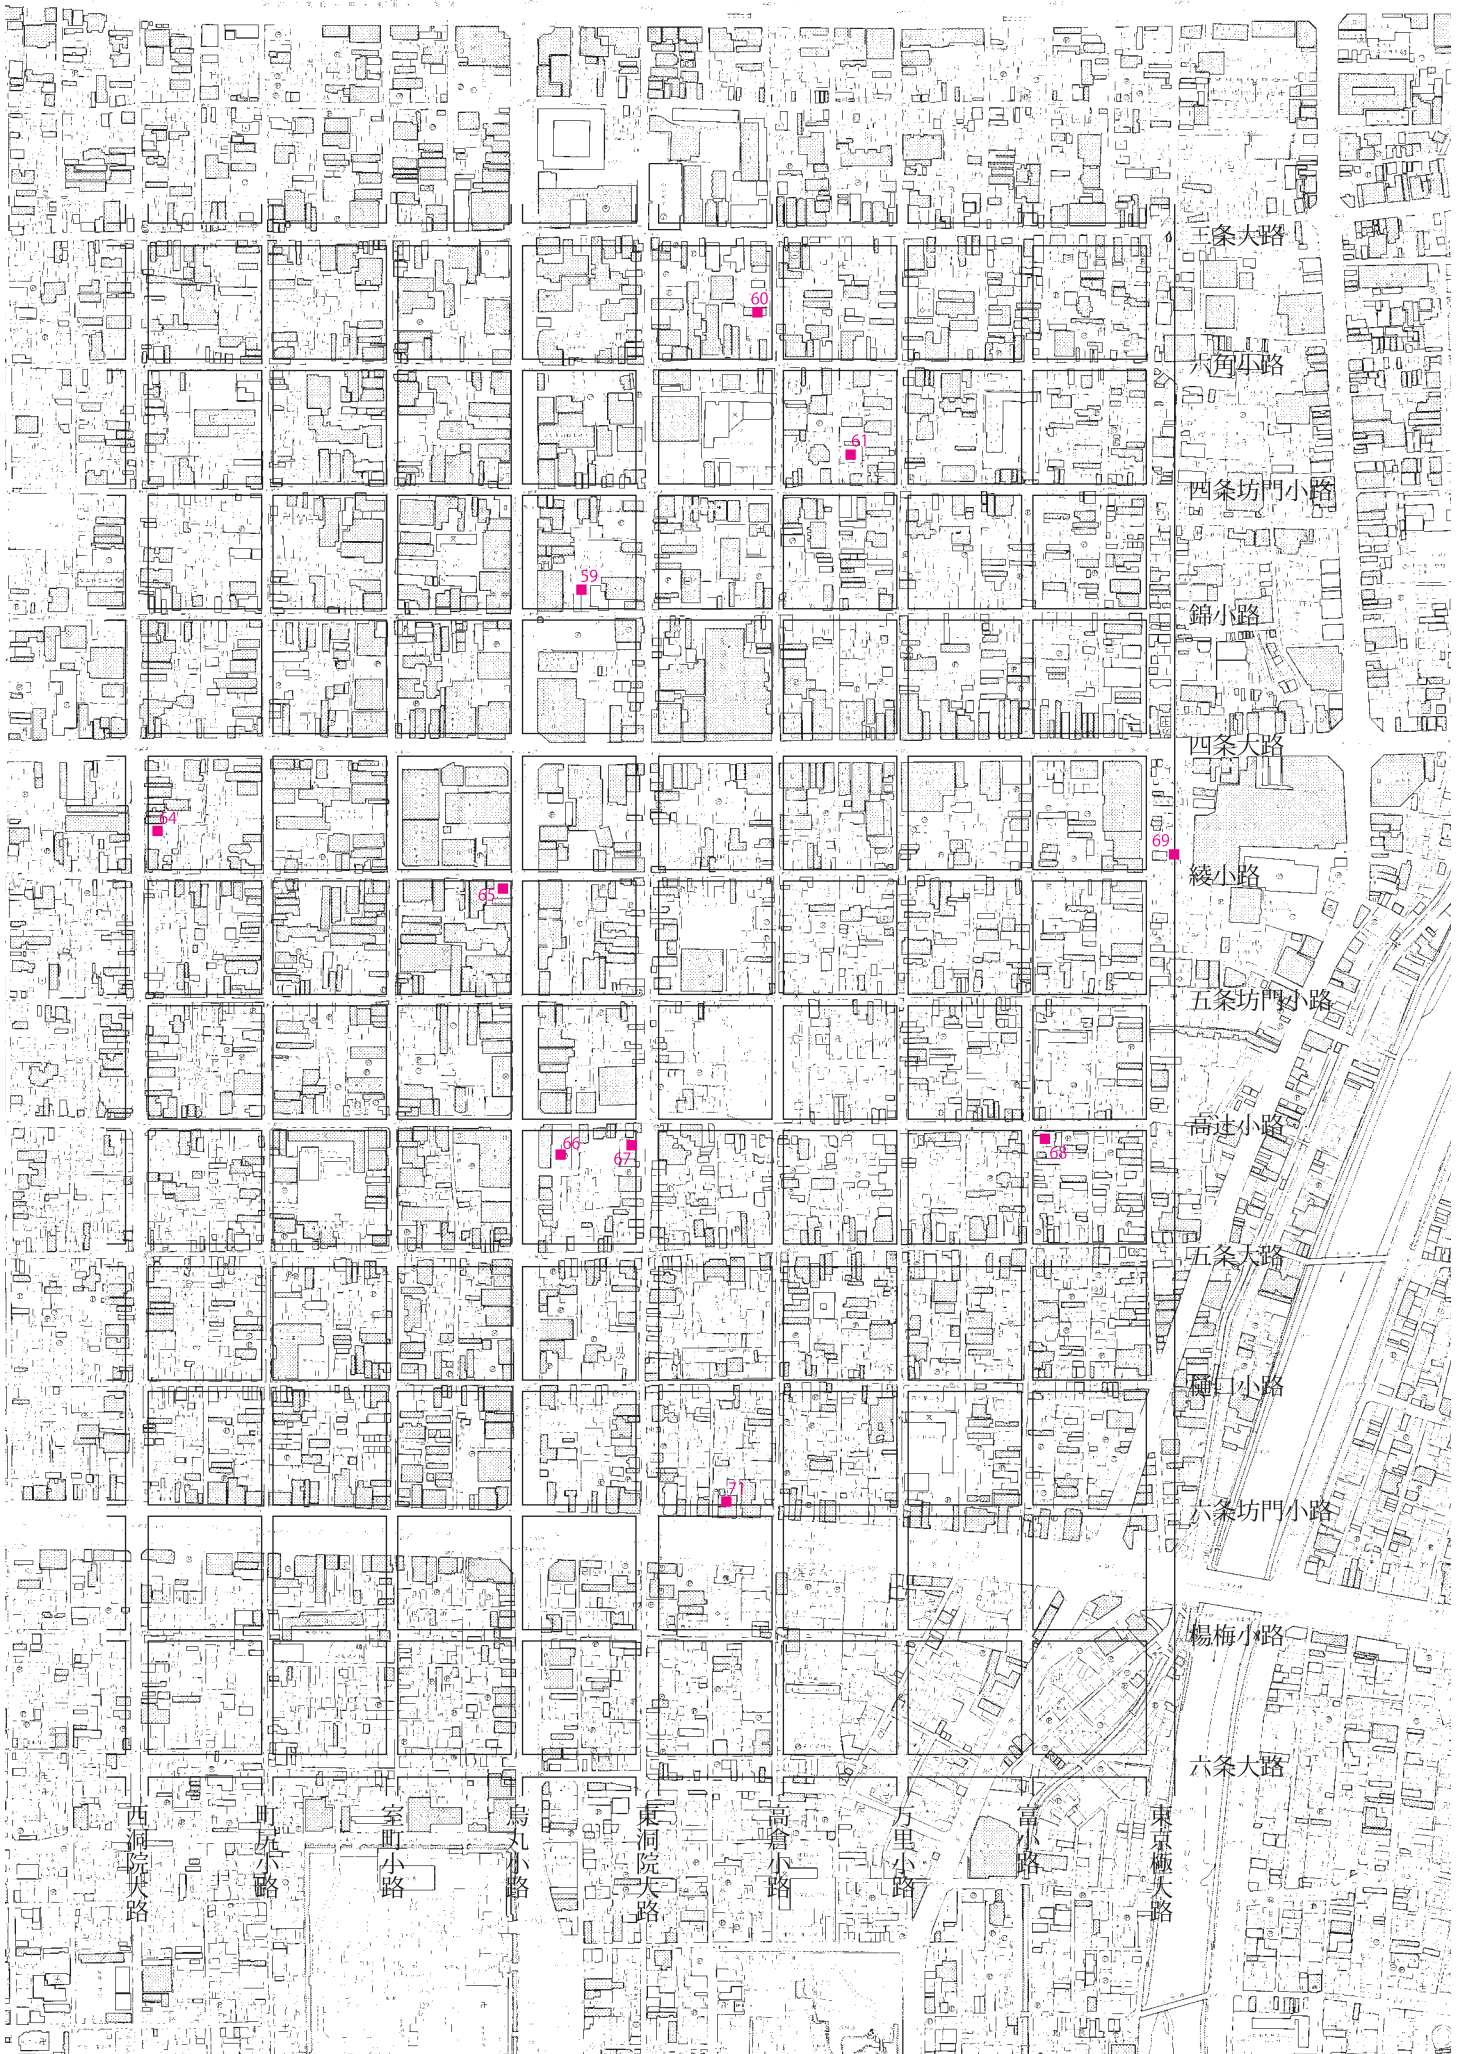 三条大路
60
六角小路
61
四条坊門小路
59
錦小路
四条大路
64
69
綾小路
65
五条坊門小路
高辻小路
66
67
68
五条大路
樋口小路
71
六条坊門小路
楊梅小路
六条大路
西洞院大路
町尻小路
室町小路
烏丸小路
東洞院大路
高倉小路
万里小路
富小路
東京極大路